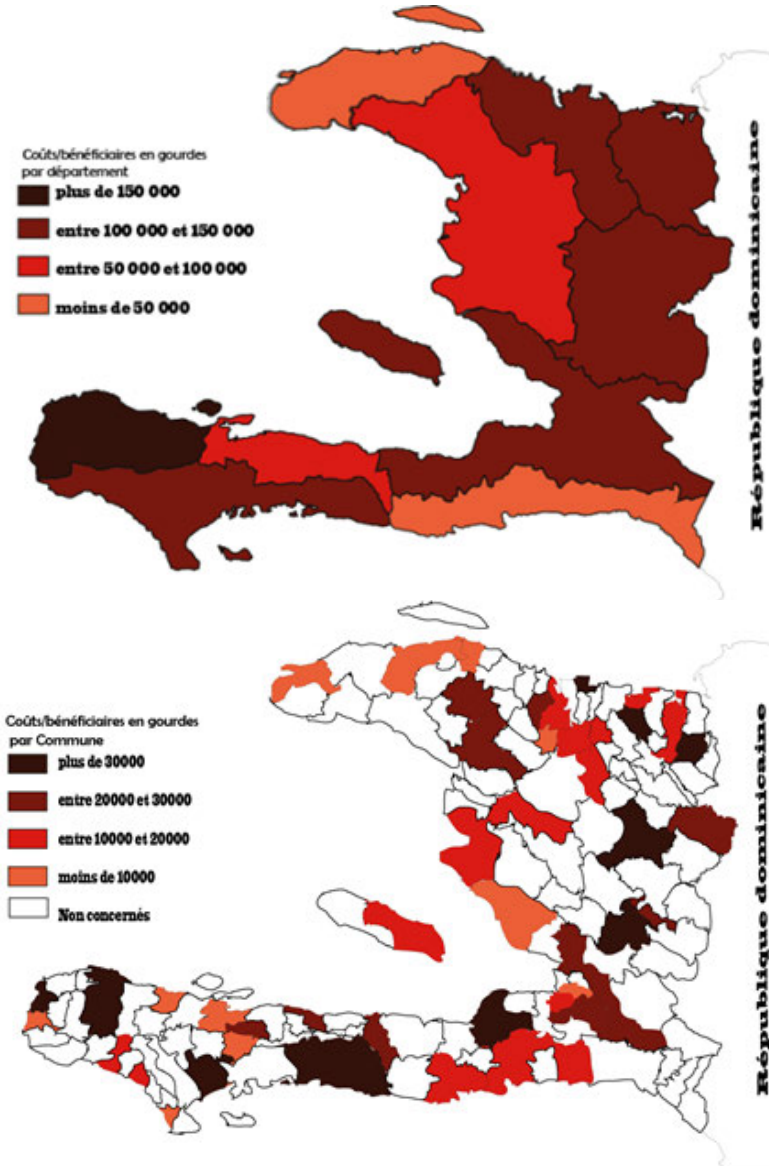 Coûts/bénéficiaires en gourdes
par département
plus de 150 000
entre 100 000 et 150 000
entre 50 000 et 100 000
moins de 50 000
République dominicaine
Coûts/bénéficiaires en gourdes
par Commune
plus de 30000
entre 20000 et 30000
entre 10000 et 20000
moins de 10000
Non concernés
République dominicaine